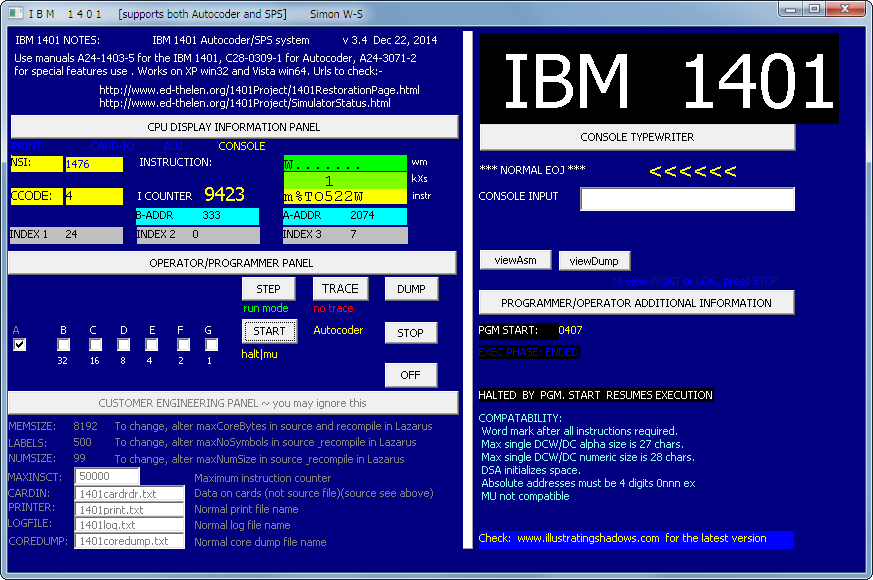 I B M 1 4 0 1 [supports both Autocoder and SPS] Simon W-S
IBM 1401 NOTES: IBM 1401 Autocoder/SPS system v 3.4 Dec 22, 2014
Use manuals A24-1403-5 for the IBM 1401, C28-0309-1 for Autocoder, A24-3071-2
for special features use . Works on XP win32 and Vista win64. Urls to check:-
http://www.ed-thelen.org/1401Project/1401RestorationPage.html
http://www.ed-thelen.org/1401Project/SimulatorStatus.html
CPU DISPLAY INFORMATION PANEL
PRINT CARD-IO ALU CONSOLE
NSI: 1476 INSTRUCTION: W....... wm
1 kXs
CCODE: 4 I COUNTER 9423 m%TO522W instr
B-ADDR 333 A-ADDR 2074
INDEX 1 24 INDEX 2 0 INDEX 3 7
OPERATOR/PROGRAMMER PANEL
STEP TRACE DUMP
run mode no trace
A B C D E F G START Autocoder STOP
32 16 8 4 2 1
halt|mu
OFF
CUSTOMER ENGINEERING PANEL ~ you may ignore this
MEMSIZE: 8192 To change, alter maxCoreBytes in source and recompile in Lazarus
LABELS: 500 To change, alter maxNoSymbols in source _recompile in Lazarus
NUMSIZE: 99 To change, alter maxNumSize in source _recompile in Lazarus
MAXINSCT: 50000 Maximum instruction counter
CARDIN: 1401cardrdr.txt Data on cards (not source file)(source see above)
PRINTER: 1401print.txt Normal print file name
LOGFILE: 1401log.txt Normal log file name
COREDUMP: 1401coredump.txt Normal core dump file name
IBM 1401
CONSOLE TYPEWRITER
*** NORMAL EOJ *** <<<<<<
CONSOLE INPUT
viewAsm viewDump
to view PRINT or LOG, press STOP
PROGRAMMER/OPERATOR ADDITIONAL INFORMATION
PGM START: 0407
EXEC PHASE: ENDED
HALTED BY PGM. START RESUMES EXECUTION
COMPATABILITY:
Word mark after all instructions required.
Max single DCW/DC alpha size is 27 chars.
Max single DCW/DC numeric size is 28 chars.
DSA initializes space.
Absolute addresses must be 4 digits 0nnn ex
MU not compatible
Check: www.illustratingshadows.com for the latest version